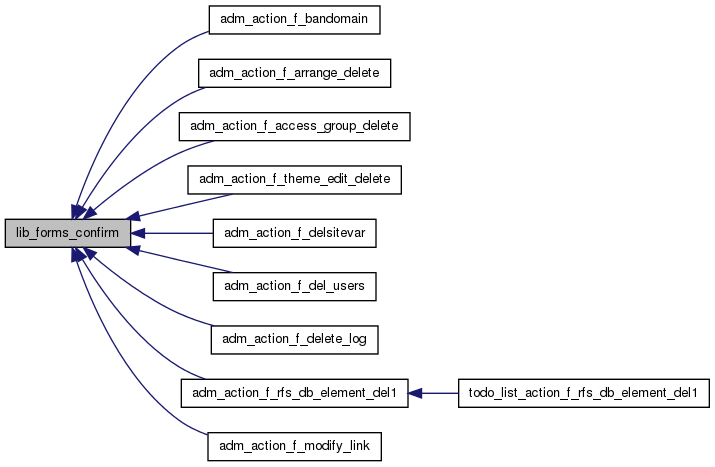 adm_action_f_bandomain
adm_action_f_arrange_delete
adm_action_f_access_group_delete
adm_action_f_theme_edit_delete
lib_forms_confirm
adm_action_f_delsitevar
adm_action_f_del_users
adm_action_f_delete_log
adm_action_f_rfs_db_element_del1
todo_list_action_f_rfs_db_element_del1
adm_action_f_modify_link